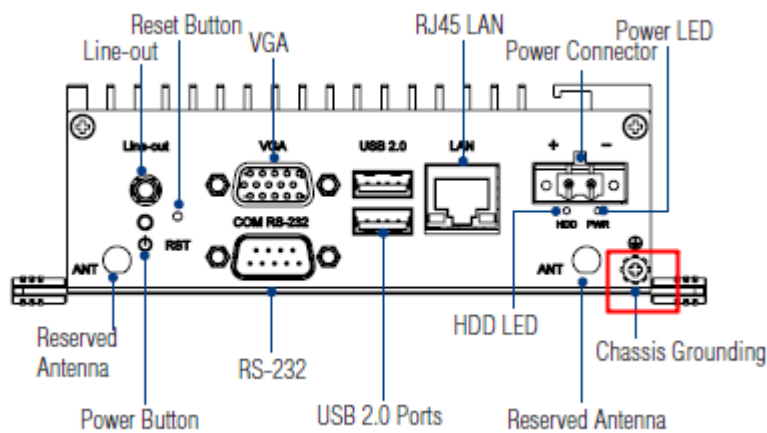 Reset Button
Line-out
VGA
RJ45 LAN
Power LED
Power Connector
Line-out
VGA
USB 2.0
LAN
+ -
COM RS-232
RST
HDD PWR
ANT
ANT
Reserved
Antenna
RS-232
HDD LED
Chassis Grounding
Power Button
USB 2.0 Ports
Reserved Antenna